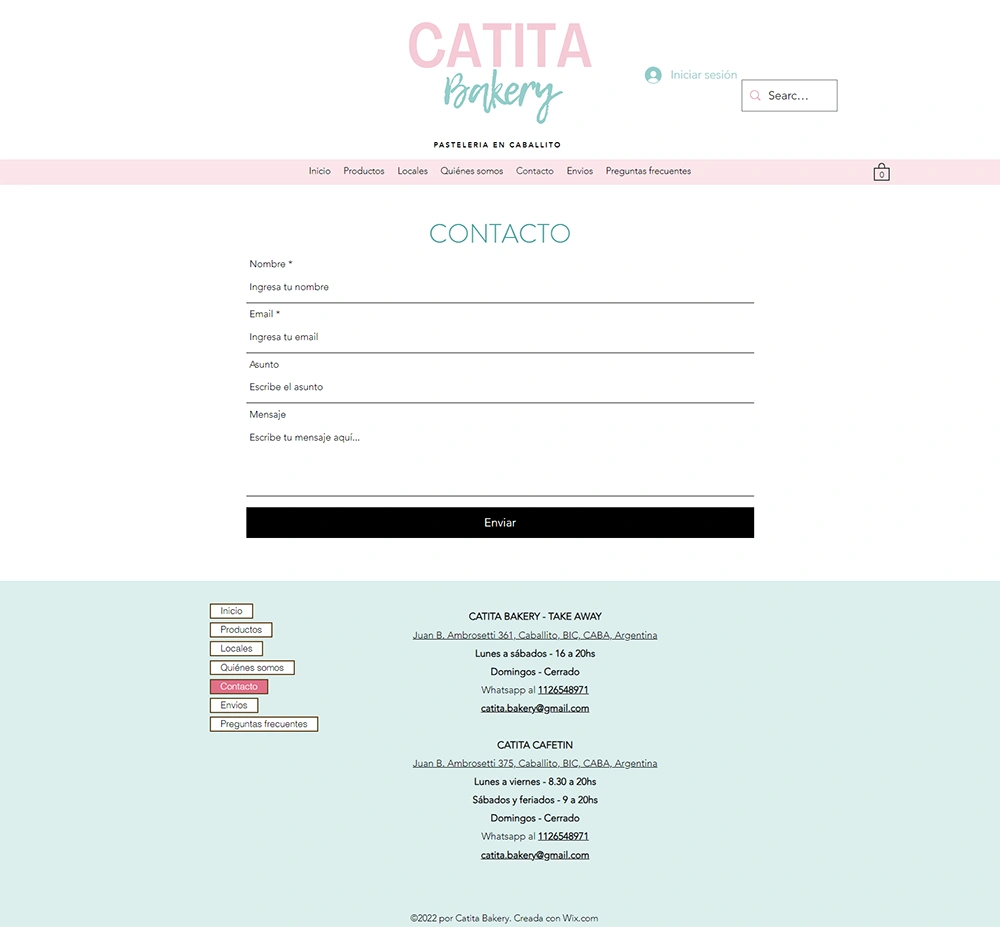 CATITA
Bakery
Iniciar sesión
Searc...
PASTELERIA EN CABALLITO
Inicio Productos Locales Quiénes somos Contacto Envios Preguntas frecuentes
0
CONTACTO
Nombre *
Ingresa tu nombre
Email *
Ingresa tu email
Asunto
Escribe el asunto
Mensaje
Escribe tu mensaje aquí...
Enviar
Inicio
Productos
Locales
Quiénes somos
Contacto
Envios
Preguntas frecuentes
CATITA BAKERY - TAKE AWAY
Juan B. Ambrosetti 361, Caballito, BIC, CABA, Argentina
Lunes a sábados - 16 a 20hs
Domingos - Cerrado
Whatsapp al 1126548971
catita.bakery@gmail.com
CATITA CAFETIN
Juan B. Ambrosetti 375, Caballito, BIC, CABA, Argentina
Lunes a viernes - 8.30 a 20hs
Sábados y feriados - 9 a 20hs
Domingos - Cerrado
Whatsapp al 1126548971
catita.bakery@gmail.com
©2022 por Catita Bakery. Creada con Wix.com